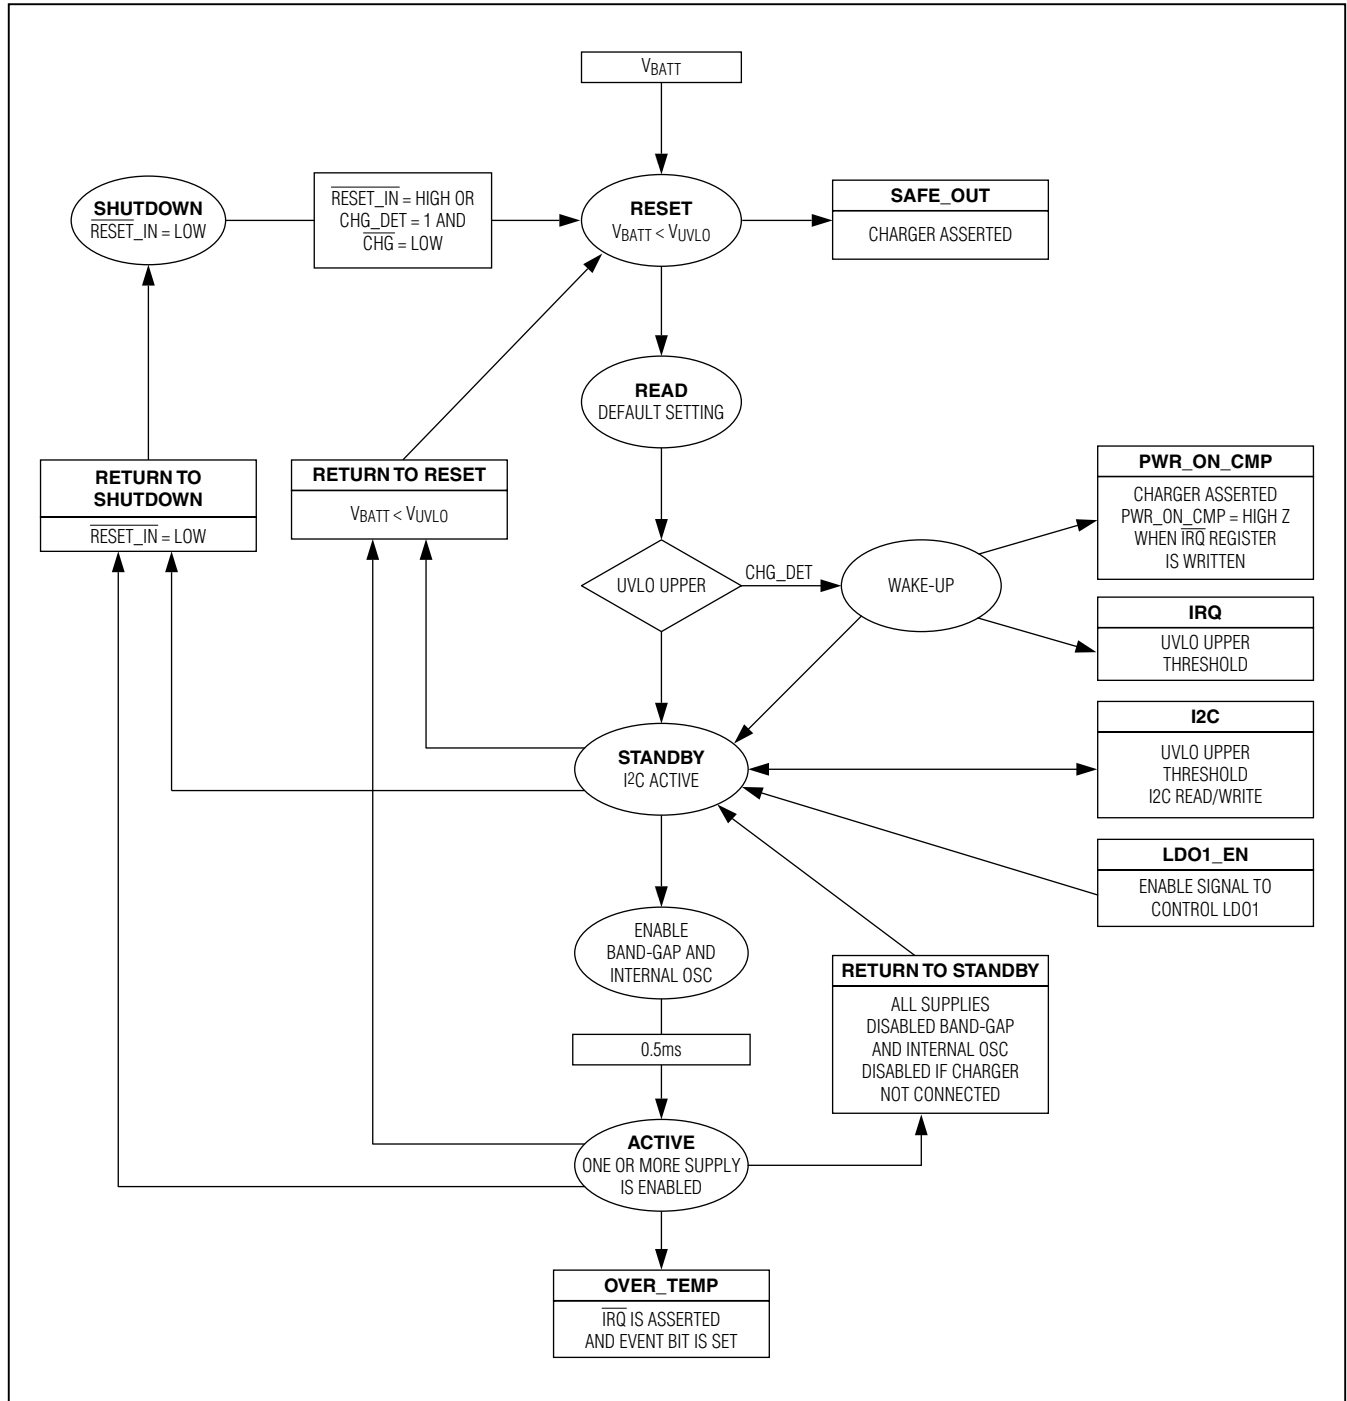 VBATT
SHUTDOWN
RESET_IN = LOW
RESET_IN = HIGH OR
CHG_DET = 1 AND
CHG = LOW
RESET
VBATT < VUVLO
SAFE_OUT
CHARGER ASSERTED
READ
DEFAULT SETTING
RETURN TO
SHUTDOWN
RESET_IN = LOW
RETURN TO RESET
VBATT < VUVLO
UVLO UPPER
CHG_DET
WAKE-UP
PWR_ON_CMP
CHARGER ASSERTED
PWR_ON_CMP = HIGH Z
WHEN IRQ REGISTER
IS WRITTEN
IRQ
UVLO UPPER
THRESHOLD
STANDBY
I2C ACTIVE
I2C
UVLO UPPER
THRESHOLD
I2C READ/WRITE
LDO1_EN
ENABLE SIGNAL TO
CONTROL LDO1
ENABLE
BAND-GAP AND
INTERNAL OSC
RETURN TO STANDBY
ALL SUPPLIES
DISABLED BAND-GAP
AND INTERNAL OSC
DISABLED IF CHARGER
NOT CONNECTED
0.5ms
ACTIVE
ONE OR MORE SUPPLY
IS ENABLED
OVER_TEMP
IRQ IS ASSERTED
AND EVENT BIT IS SET